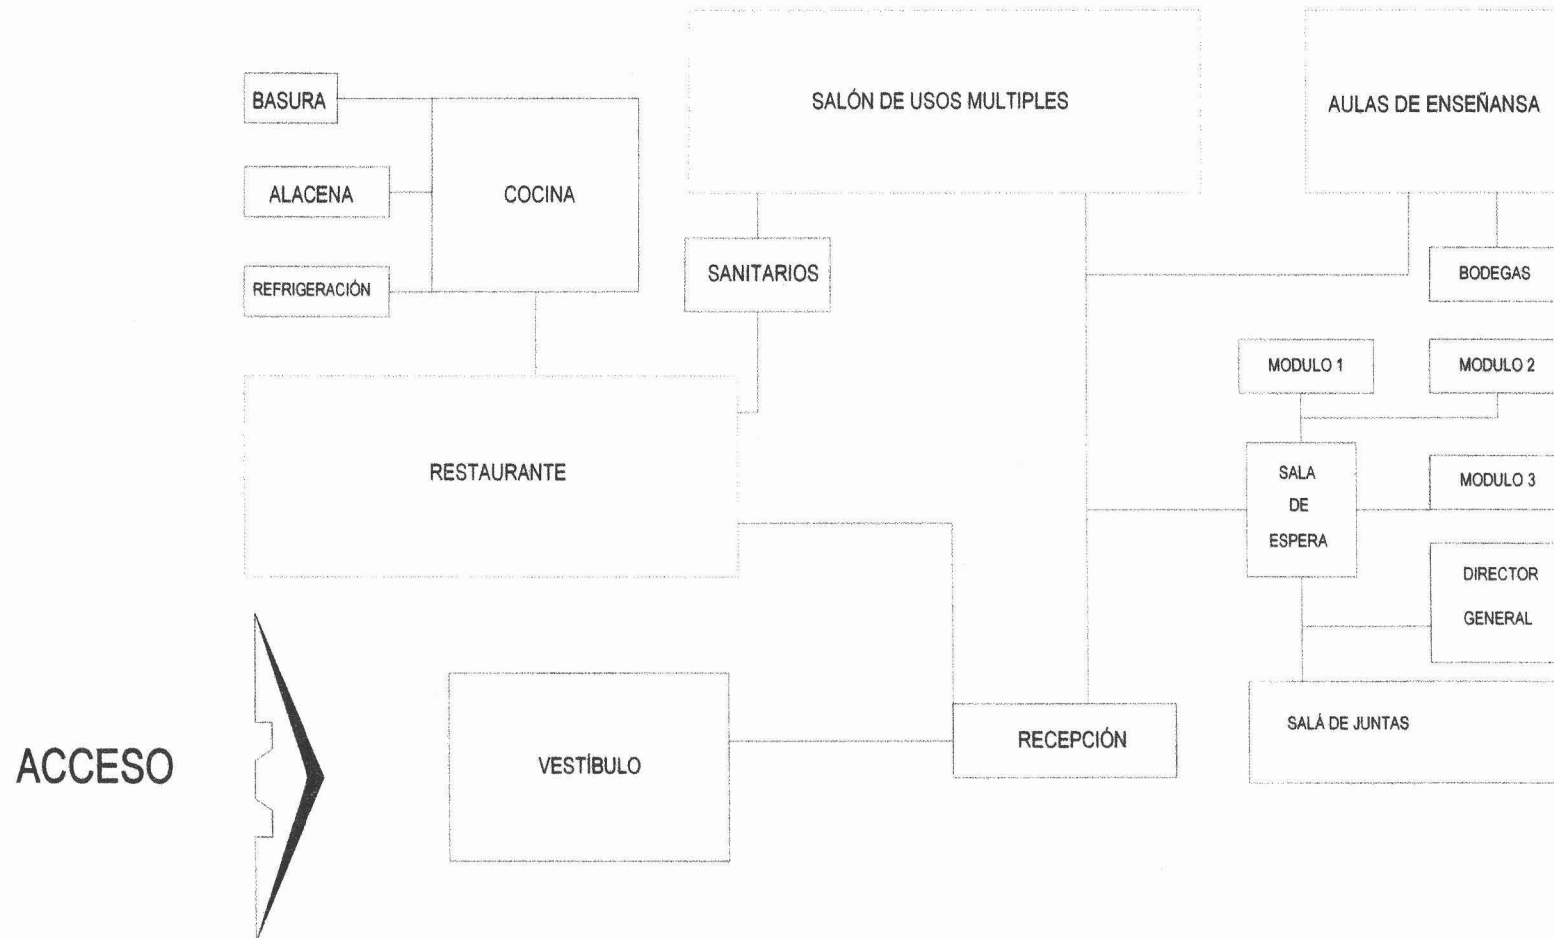 SALÓN DE USOS MULTIPLES
AULAS DE ENSEÑANSA
BASURA
ALACENA
COCINA
REFRIGERACIÓN
SANITARIOS
BODEGAS
MODULO 1
MODULO 2
RESTAURANTE
SALA
DE
ESPERA
MODULO 3
DIRECTOR
GENERAL
SALÁ DE JUNTAS
ACCESO
VESTÍBULO
RECEPCIÓN